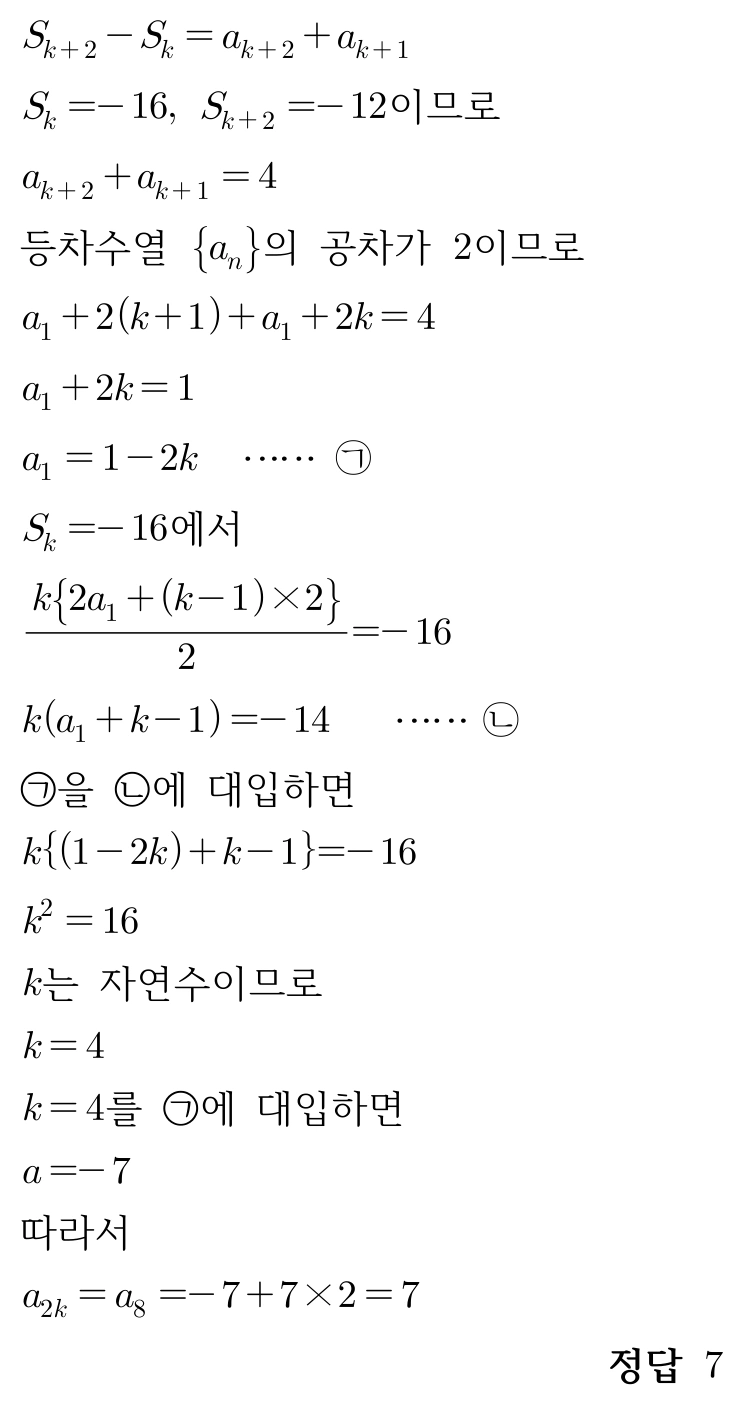 S_{k+2} − S_k = a_{k+2} + a_{k+1}
S_k = −16, S_{k+2} = −12이므로
a_{k+2} + a_{k+1} = 4
등차수열 {a_n}의 공차가 2이므로
a_1 + 2(k+1) + a_1 + 2k = 4
a_1 + 2k = 1
a_1 = 1 − 2k …… ㉠
S_k = −16에서
\frac{k{2a_1 + (k−1)×2}}{2} = −16
k(a_1 + k − 1) = −14 …… ㉡
㉠을 ㉡에 대입하면
k{(1−2k) + k − 1} = −16
k^2 = 16
k는 자연수이므로
k = 4
k = 4를 ㉠에 대입하면
a = −7
따라서
a_{2k} = a_8 = −7 + 7×2 = 7
정답 7